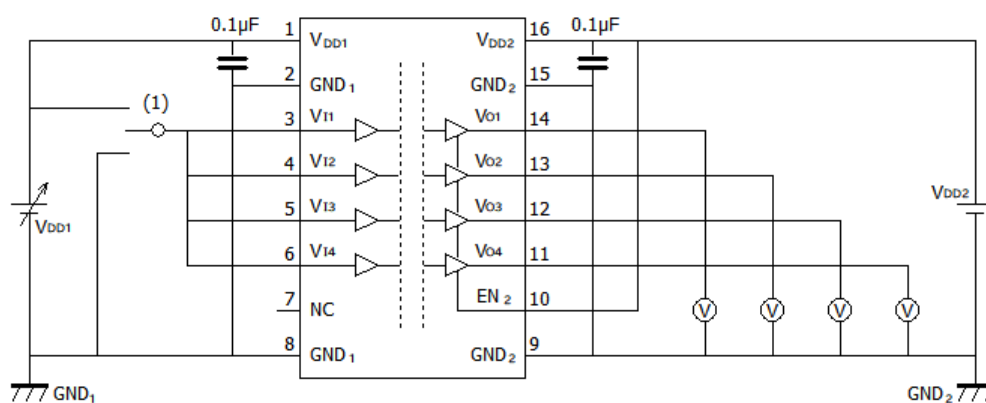 0.1μF 1 VDD1 VDD2 16 0.1μF
2 GND1 GND2 15
(1) 3 VI1 VO1 14
4 VI2 VO2 13
VDD1 5 VI3 VO3 12 VDD2
6 VI4 VO4 11
7 NC EN2 10 V V V V
8 GND1 GND2 9
GND1 GND2